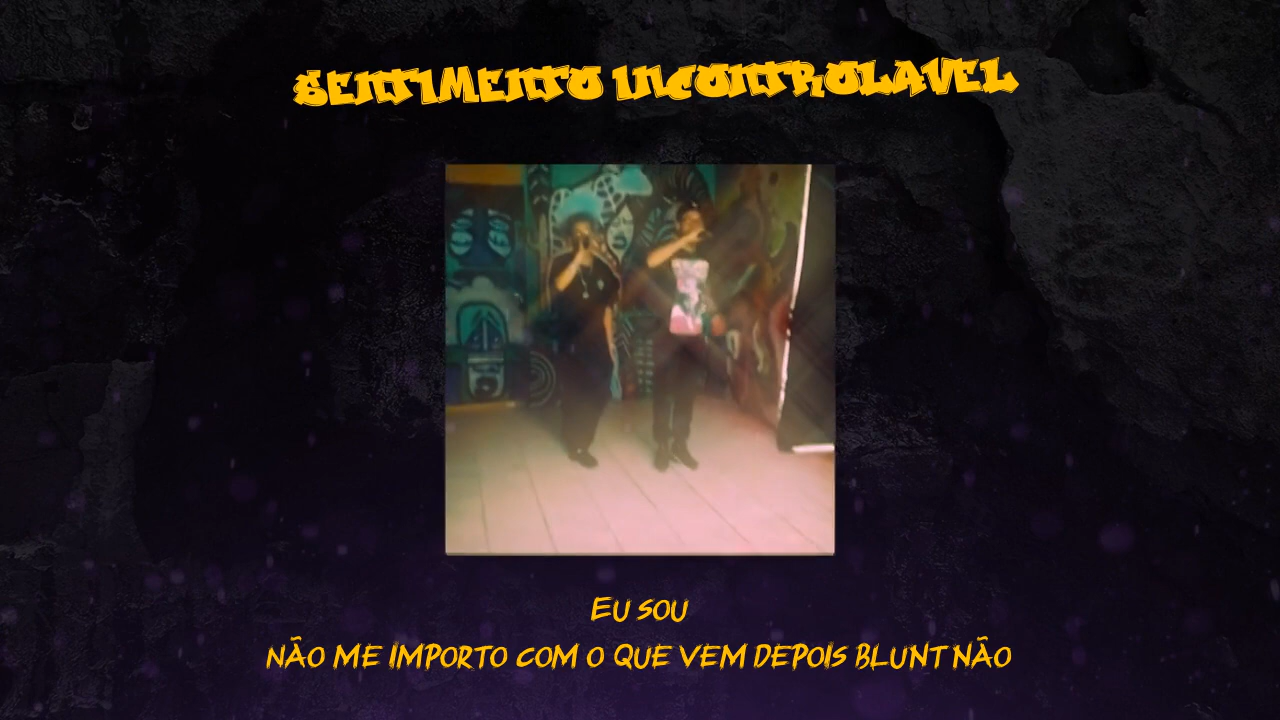 SENTIMENTO INCONTROLAVEL
EU SOU
NÃO ME IMPORTO COM O QUE VEM DEPOIS BLUNT NÃO